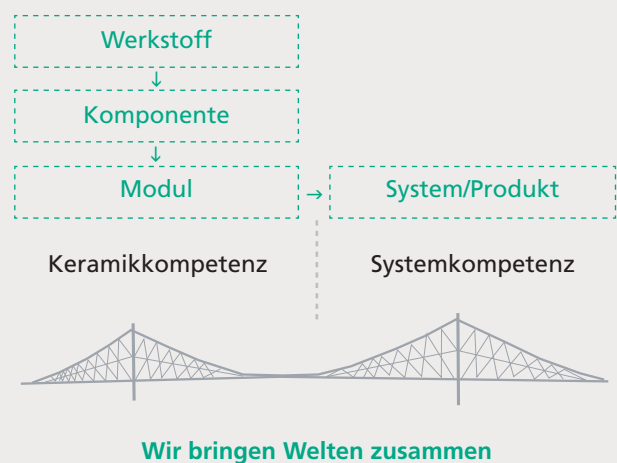 Werkstoff
↓
Komponente
↓
Modul → System/Produkt
Keramikkompetenz Systemkompetenz
Wir bringen Welten zusammen